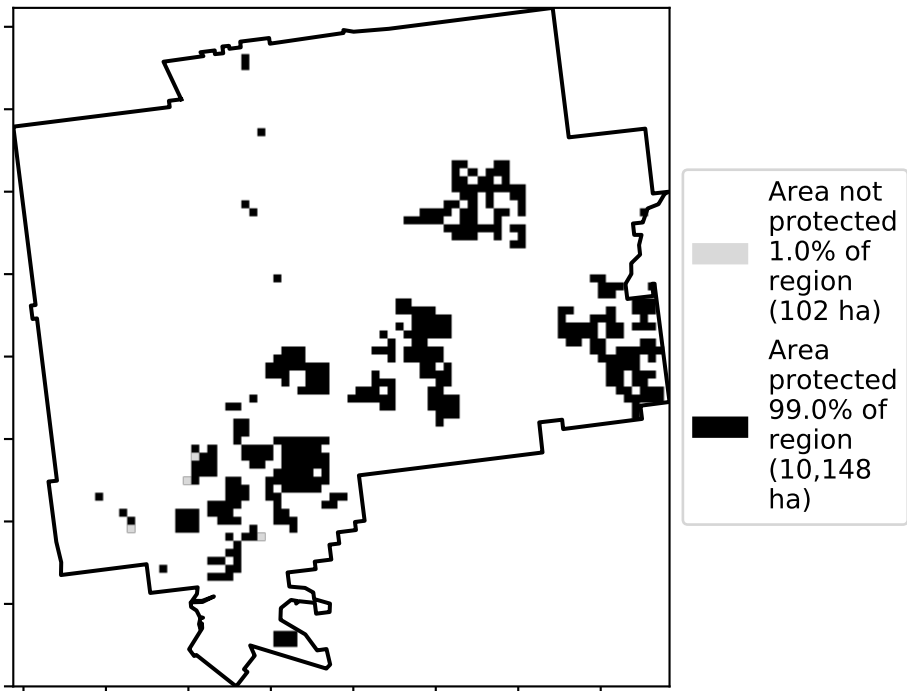 Area not
protected
1.0% of
region
(102 ha)
Area
protected
99.0% of
region
(10,148
ha)